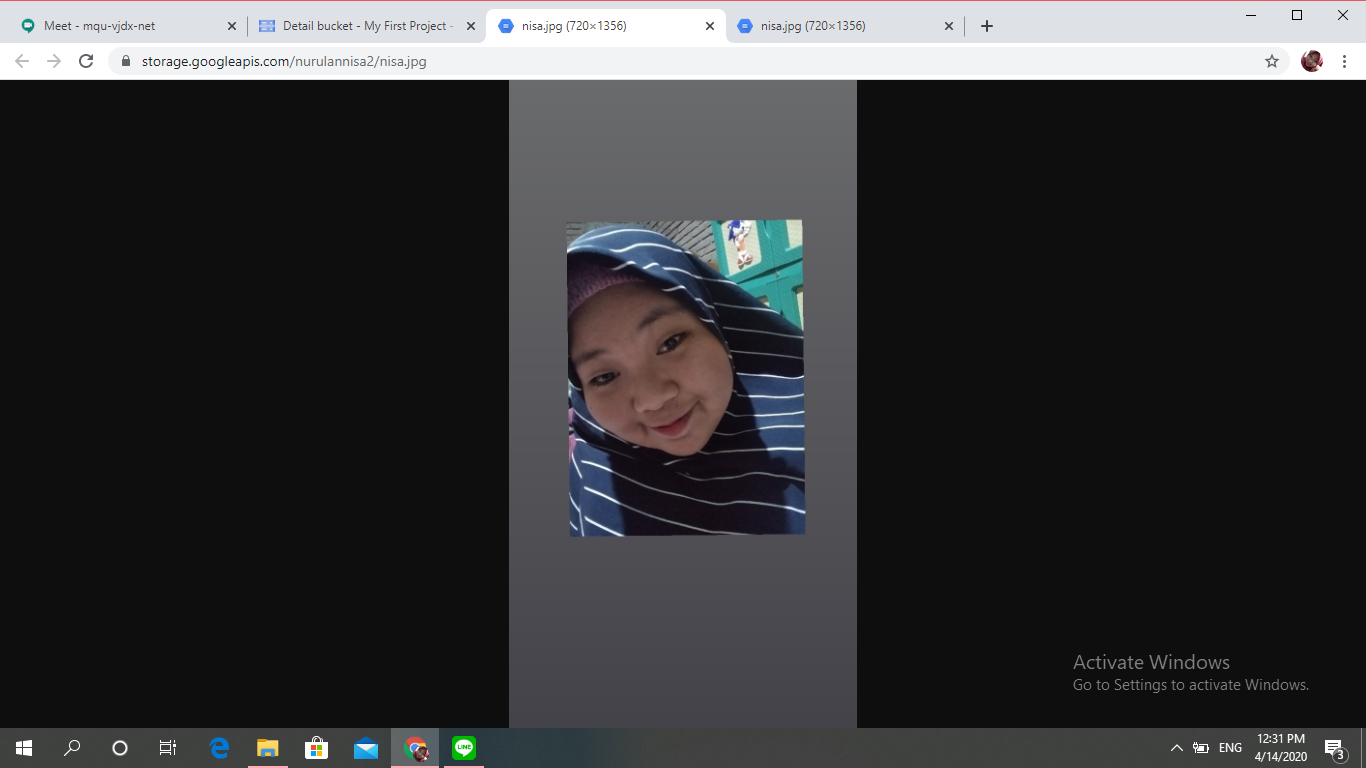 Meet - mqu-vjdx-net
Detail bucket - My First Project -
nisa.jpg (720×1356)
nisa.jpg (720×1356)
storage.googleapis.com/nurulannisa2/nisa.jpg
Activate Windows
Go to Settings to activate Windows.
LINE
ENG
12:31 PM
4/14/2020
3